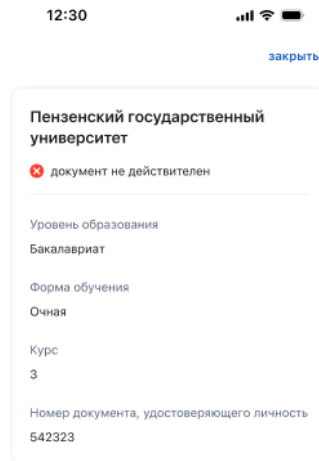 12:30
закрыть
Пензенский государственный
университет
документ не действителен
Уровень образования
Бакалавриат
Форма обучения
Очная
Курс
3
Номер документа, удостоверяющего личность
542323